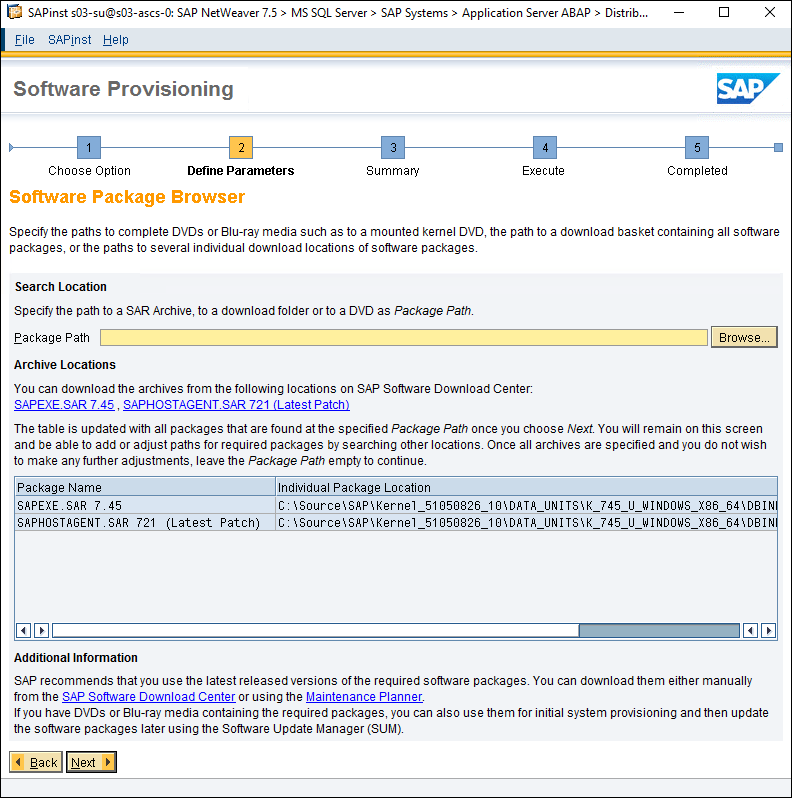 SAPinst s03-su@s03-ascs-0: SAP NetWeaver 7.5 > MS SQL Server > SAP Systems > Application Server ABAP > Distrib...
File SAPinst Help
Software Provisioning
SAP
1 2 3 4 5
Choose Option Define Parameters Summary Execute Completed
Software Package Browser
Specify the paths to complete DVDs or Blu-ray media such as to a mounted kernel DVD, the path to a download basket containing all software
packages, or the paths to several individual download locations of software packages.
Search Location
Specify the path to a SAR Archive, to a download folder or to a DVD as Package Path.
Package Path Browse...
Archive Locations
You can download the archives from the following locations on SAP Software Download Center:
SAPEXE.SAR 7.45 , SAPHOSTAGENT.SAR 721 (Latest Patch)
The table is updated with all packages that are found at the specified Package Path once you choose Next. You will remain on this screen
and be able to add or adjust paths for required packages by searching other locations. Once all archives are specified and you do not wish
to make any further adjustments, leave the Package Path empty to continue.
Package Name Individual Package Location
SAPEXE.SAR 7.45 C:\Source\SAP\Kernel_51050826_10\DATA_UNITS\K_745_U_WINDOWS_X86_64\DBIND
SAPHOSTAGENT.SAR 721 (Latest Patch) C:\Source\SAP\Kernel_51050826_10\DATA_UNITS\K_745_U_WINDOWS_X86_64\DBIND
Additional Information
SAP recommends that you use the latest released versions of the required software packages. You can download them either manually
from the SAP Software Download Center or using the Maintenance Planner.
If you have DVDs or Blu-ray media containing the required packages, you can also use them for initial system provisioning and then update
the software packages later using the Software Update Manager (SUM).
Back Next